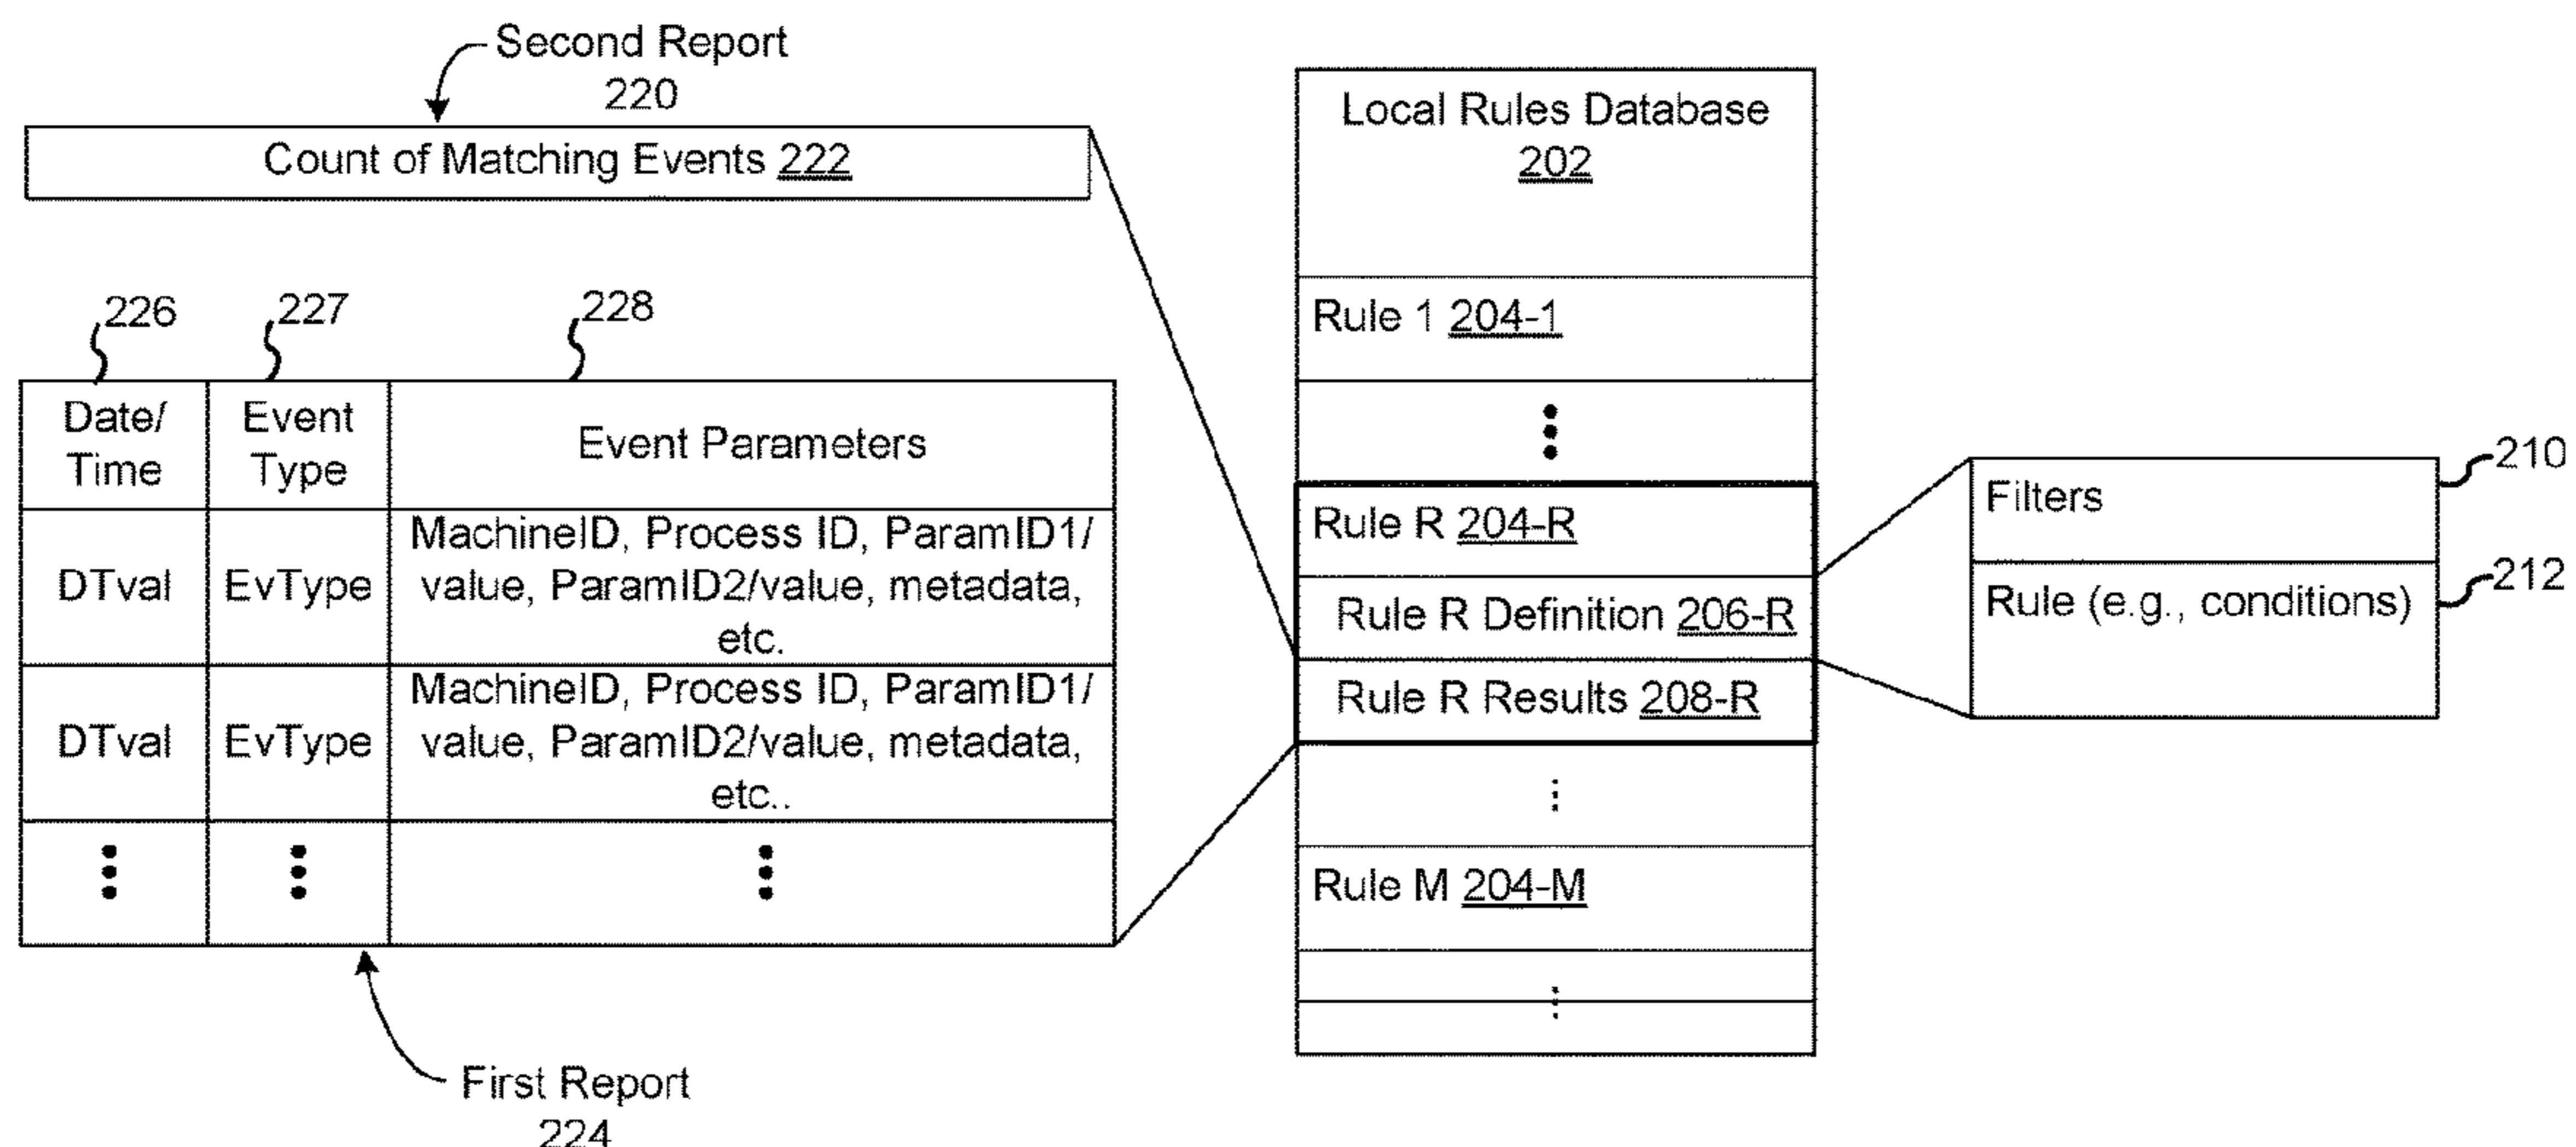 Second Report
220
Count of Matching Events 222
226
227
228
Date/
Time
Event
Type
Event Parameters
DTval
EvType
MachineID, Process ID, ParamID1/
value, ParamID2/value, metadata,
etc.
DTval
EvType
MachineID, Process ID, ParamID1/
value, ParamID2/value, metadata,
etc..
First Report
224
Local Rules Database
202
Rule 1 204-1
Rule R 204-R
Rule R Definition 206-R
Rule R Results 208-R
Rule M 204-M
Filters
210
Rule (e.g., conditions)
212